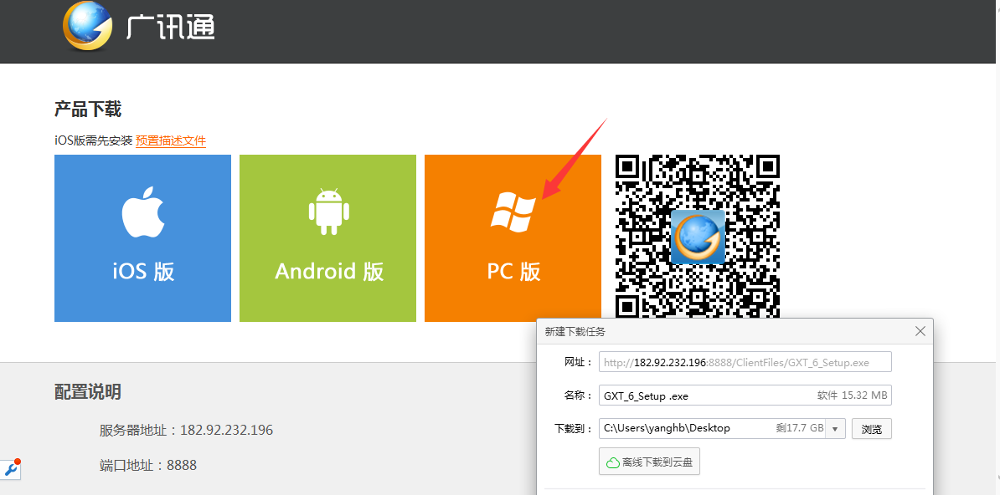 广讯通
产品下载
iOS版需先安装 预置描述文件
iOS 版
Android 版
PC 版
新建下载任务
网址： http://182.92.232.196:8888/ClientFiles/GXT_6_Setup.exe
名称： GXT_6_Setup .exe 软件 15.32 MB
下载到： C:\Users\yanghb\Desktop 剩17.7 GB 浏览
离线下载到云盘
配置说明
服务器地址：182.92.232.196
端口地址：8888